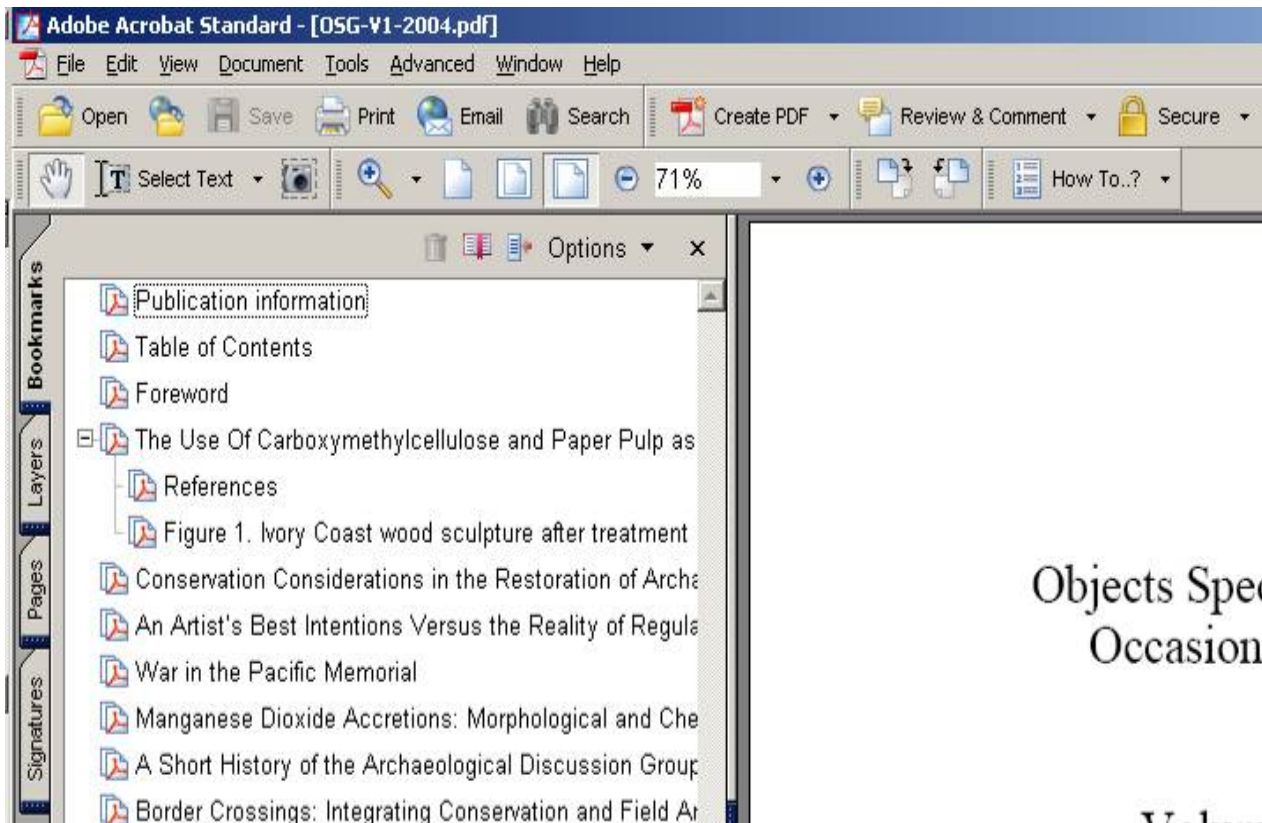 Adobe Acrobat Standard - [OSG-V1-2004.pdf]
File Edit View Document Tools Advanced Window Help
Open Save Print Email Search Create PDF Review & Comment Secure
Select Text 71% How To..?
Options x
Bookmarks
Layers
Pages
Signatures
Publication information
Table of Contents
Foreword
The Use Of Carboxymethylcellulose and Paper Pulp as
References
Figure 1. Ivory Coast wood sculpture after treatment
Conservation Considerations in the Restoration of Archa
An Artist's Best Intentions Versus the Reality of Regula
War in the Pacific Memorial
Manganese Dioxide Accretions: Morphological and Che
A Short History of the Archaeological Discussion Group
Border Crossings: Integrating Conservation and Field Ar
Objects Spec
Occasion